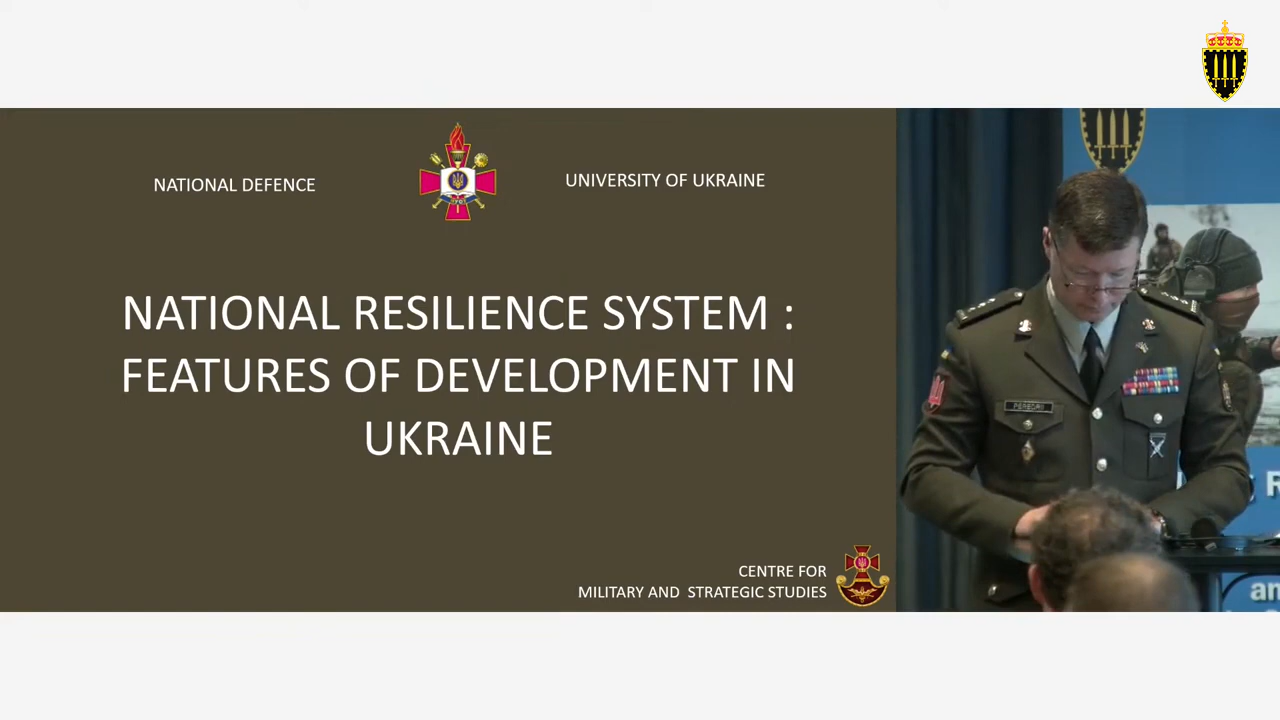 NATIONAL DEFENCE
UNIVERSITY OF UKRAINE
NATIONAL RESILIENCE SYSTEM :
FEATURES OF DEVELOPMENT IN
UKRAINE
CENTRE FOR
MILITARY AND STRATEGIC STUDIES